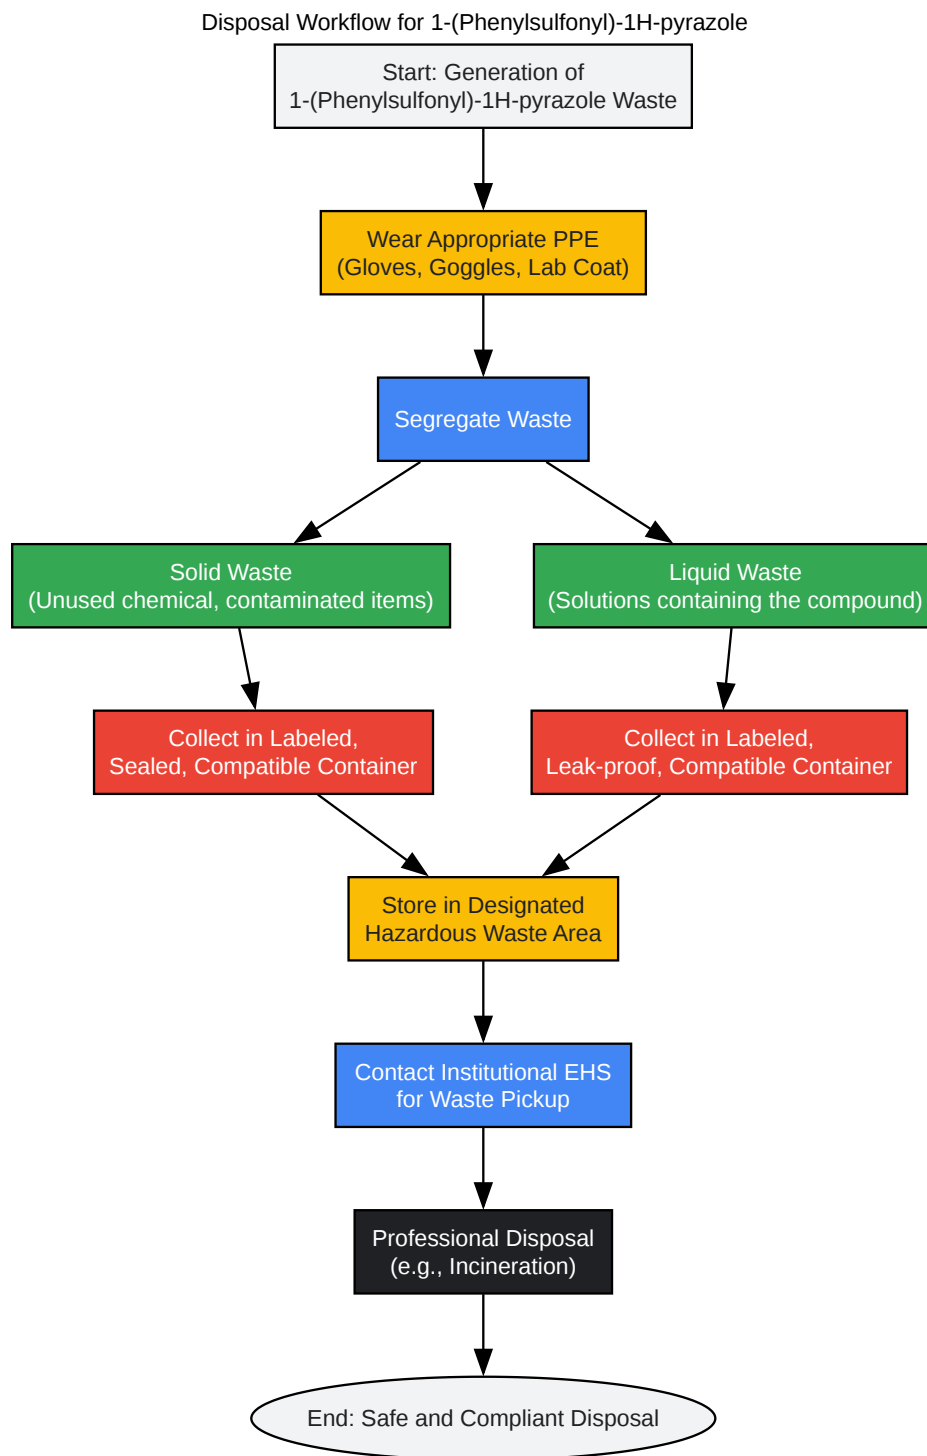 Disposal Workflow for 1-(Phenylsulfonyl)-1H-pyrazole
Start: Generation of
1-(Phenylsulfonyl)-1H-pyrazole Waste
Wear Appropriate PPE
(Gloves, Goggles, Lab Coat)
Segregate Waste
Solid Waste
(Unused chemical, contaminated items)
Liquid Waste
(Solutions containing the compound)
Collect in Labeled,
Sealed, Compatible Container
Collect in Labeled,
Leak-proof, Compatible Container
Store in Designated
Hazardous Waste Area
Contact Institutional EHS
for Waste Pickup
Professional Disposal
(e.g., Incineration)
End: Safe and Compliant Disposal